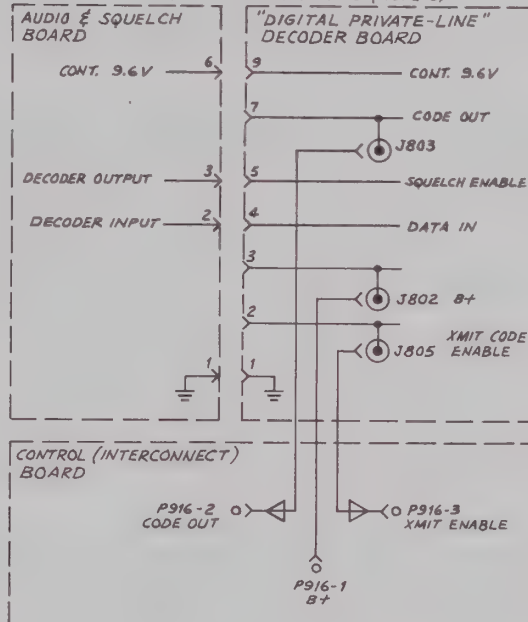 AUDIO & SQUELCH
BOARD
"DIGITAL PRIVATE-LINE"
DECODER BOARD
6
9
CONT. 9.6V
CONT. 9.6V
7
CODE OUT
J803
3
5
DECODER OUTPUT
SQUELCH ENABLE
2
4
DECODER INPUT
DATA IN
3
J802 B+
2
XMIT CODE
ENABLE
J805
1
1
CONTROL (INTERCONNECT)
BOARD
P916-2
CODE OUT
P916-3
XMIT ENABLE
P916-1
B+